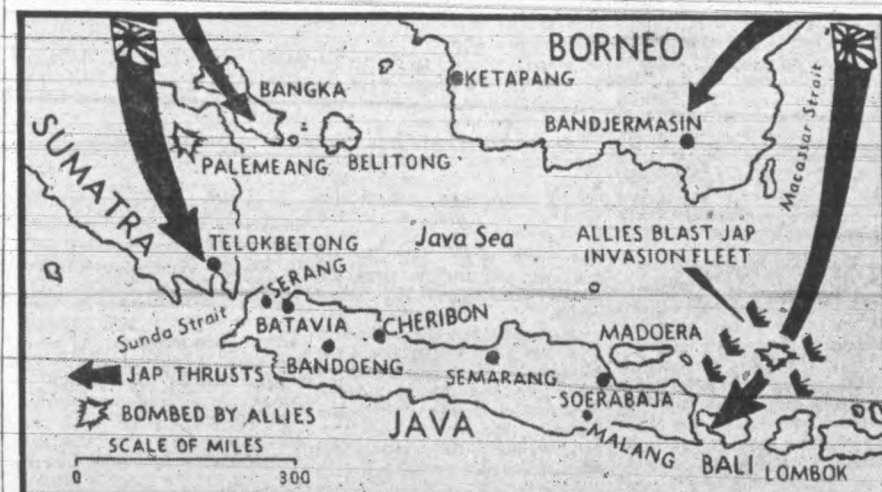 BORNEO
KETAPANG
BANGKA
BANDJERMASIN
Macassar Strait
PALEMEANG
BELITONG
SUMATRA
TELOKBETONG
Java Sea
ALLIES BLAST JAP
INVASION FLEET
SERANG
Sunda Strait
BATAVIA
CHERIBON
MADOERA
BANDOENG
SEMARANG
SOERABAJA
JAP THRUSTS
BOMBED BY ALLIES
JAVA
MALANG
BALI
LOMBOK
SCALE OF MILES
0 300